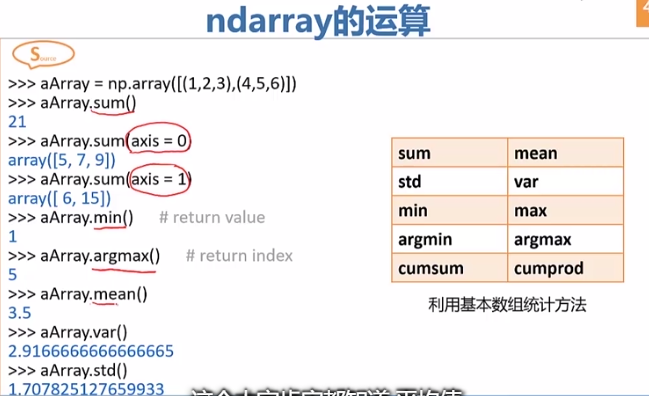 ndarray的运算
4
Source
>>> aArray = np.array([(1,2,3),(4,5,6)])
>>> aArray.sum()
21
>>> aArray.sum(axis = 0)
array([5, 7, 9])
>>> aArray.sum(axis = 1)
array([ 6, 15])
>>> aArray.min() # return value
1
>>> aArray.argmax() # return index
5
>>> aArray.mean()
3.5
>>> aArray.var()
2.9166666666666665
>>> aArray.std()
1.707825127659933
sum mean
std var
min max
argmin argmax
cumsum cumprod
利用基本数组统计方法